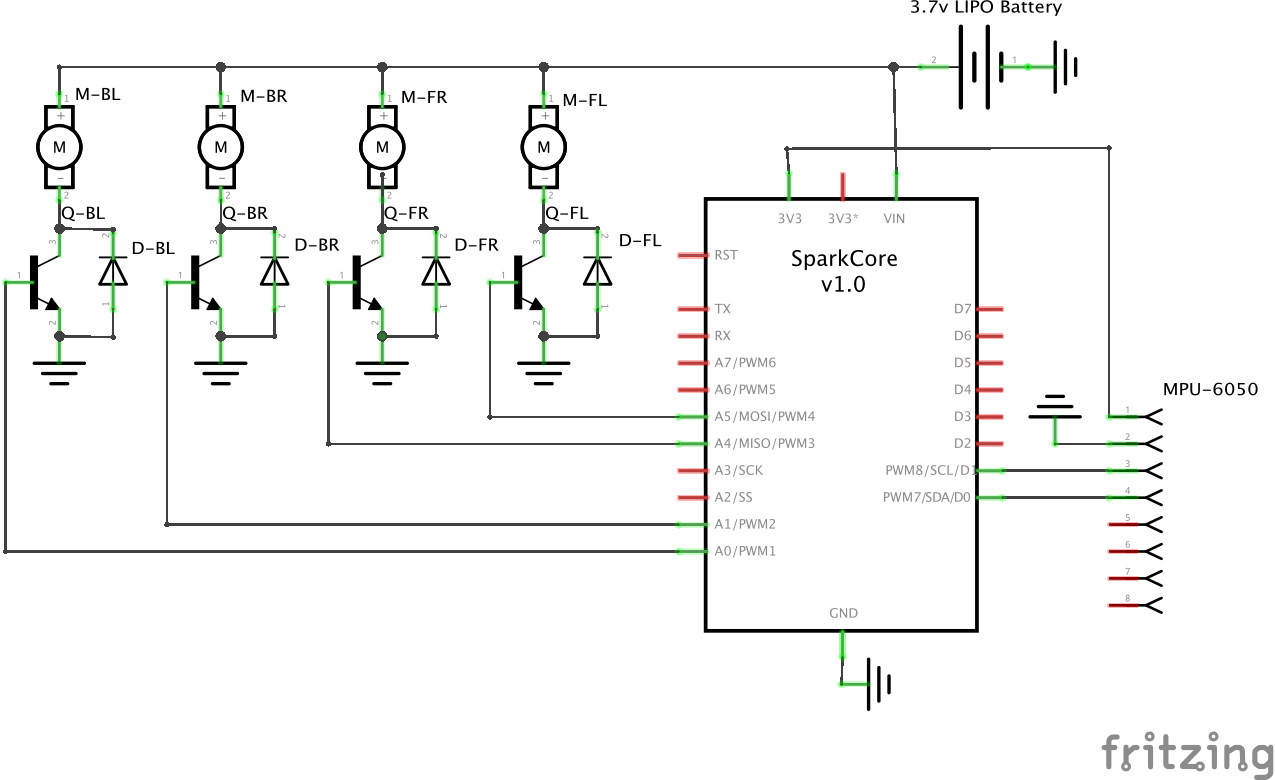 3.7v LIPO Battery
2
1
M-BL
M-BR
M-FR
M-FL
1
1
1
1
+
+
+
+
M
M
M
M
−
−
−
−
2
2
2
2
Q-BL
Q-BR
Q-FR
Q-FL
3
3
3
3
2
2
2
2
D-BL
D-BR
D-FR
D-FL
1
1
1
1
1
1
1
1
2
2
2
2
3V3
3V3*
VIN
SparkCore
v1.0
RST
TX
RX
A7/PWM6
A6/PWM5
A5/MOSI/PWM4
A4/MISO/PWM3
A3/SCK
A2/SS
A1/PWM2
A0/PWM1
D7
D6
D5
D4
D3
D2
PWM8/SCL/D1
PWM7/SDA/D0
GND
MPU-6050
1
2
3
4
5
6
7
8
fritzing